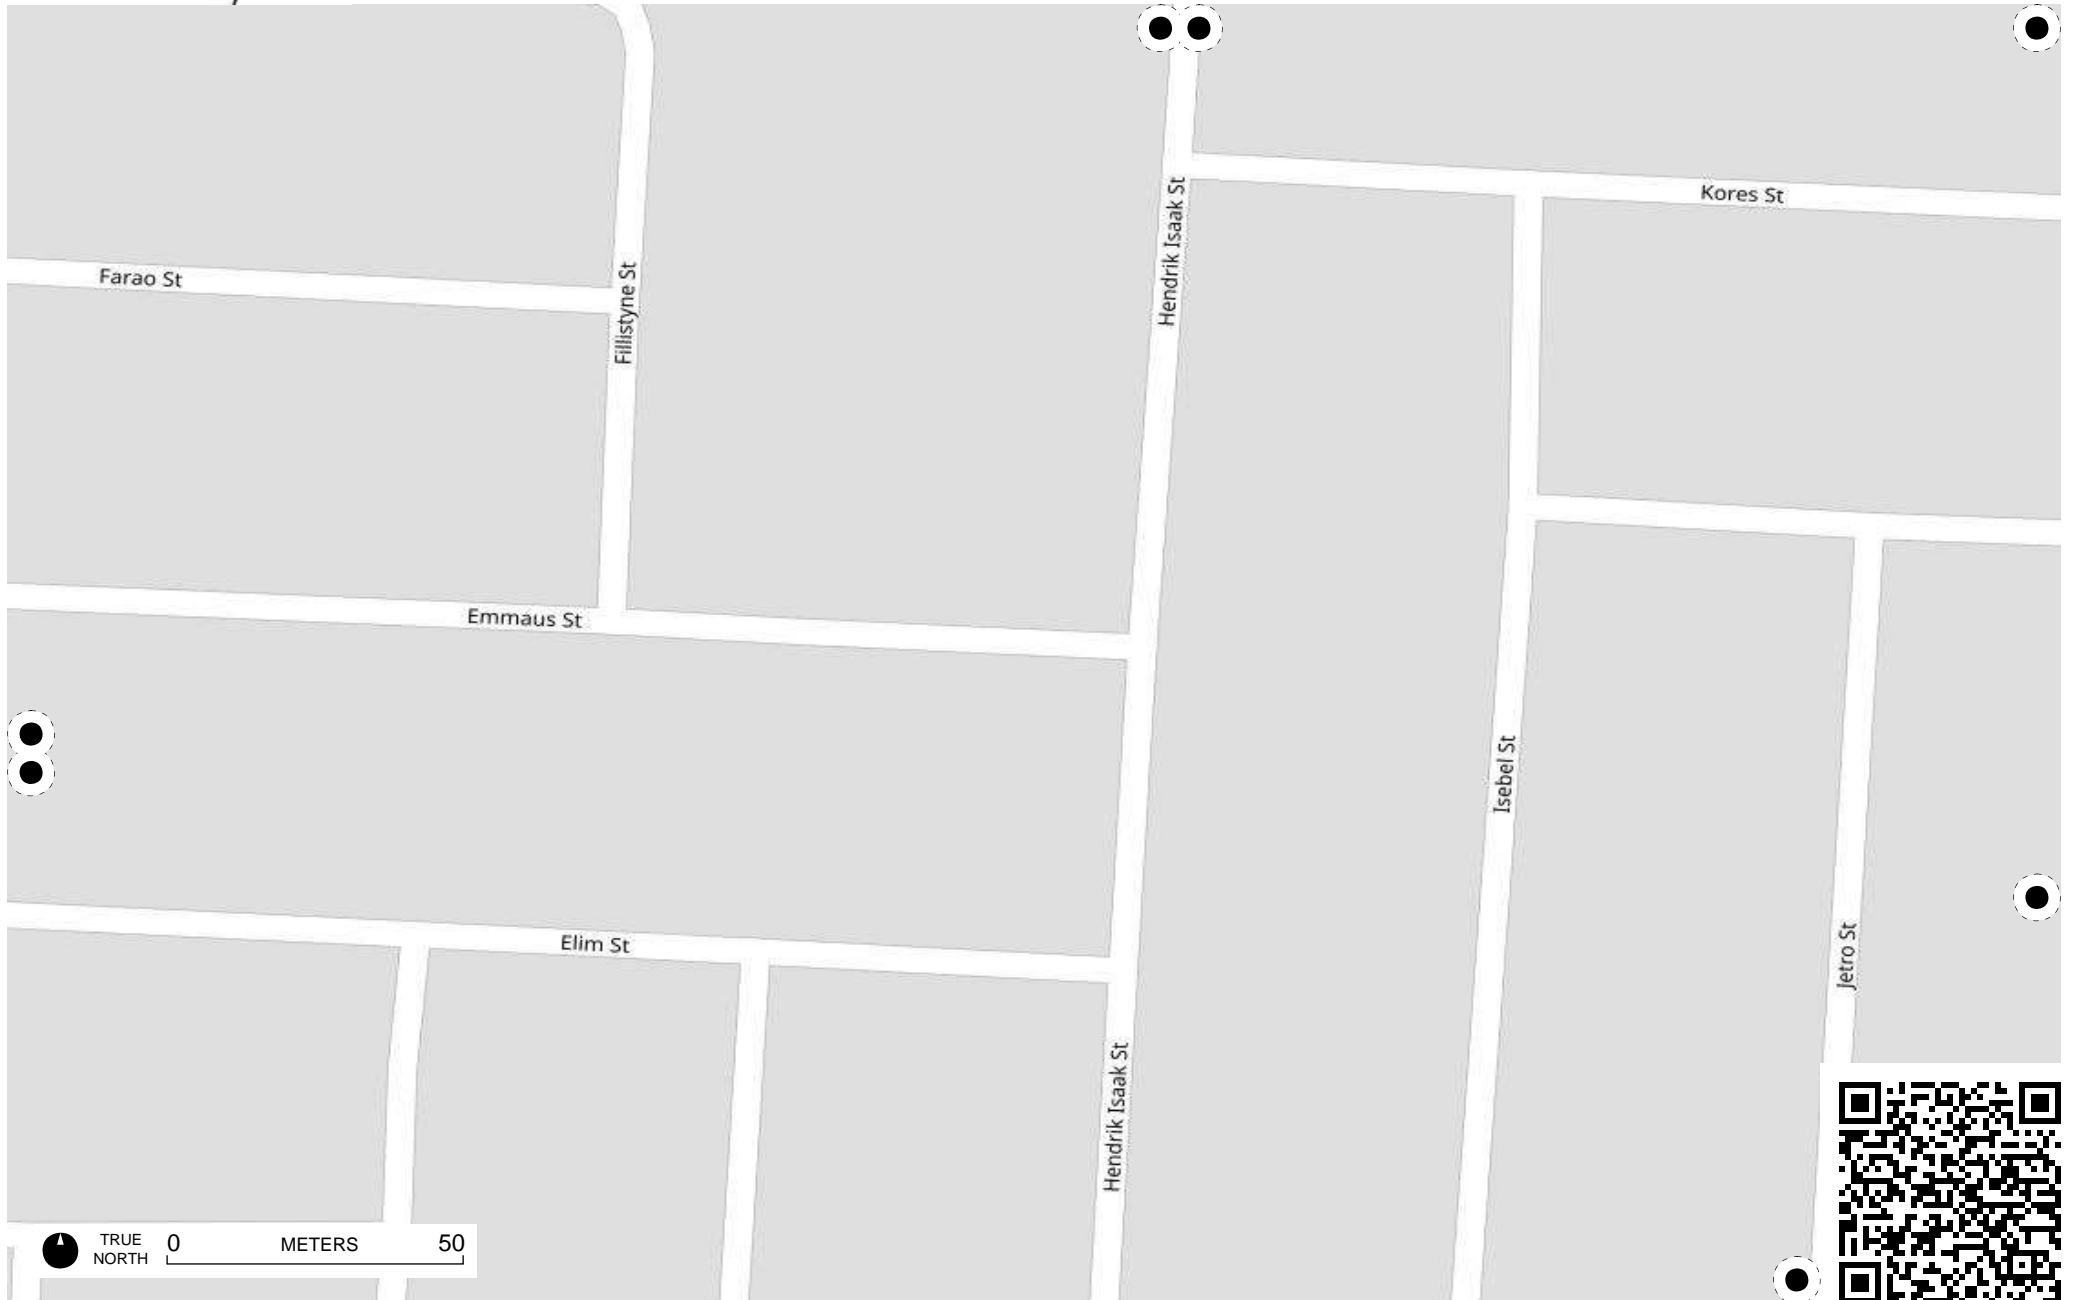 Kores St
Hendrik Isaak St
Farao St
Fillistyne St
Emmaus St
Isebel St
Elim St
Jetro St
Hendrik Isaak St
TRUE
NORTH
0 METERS 50